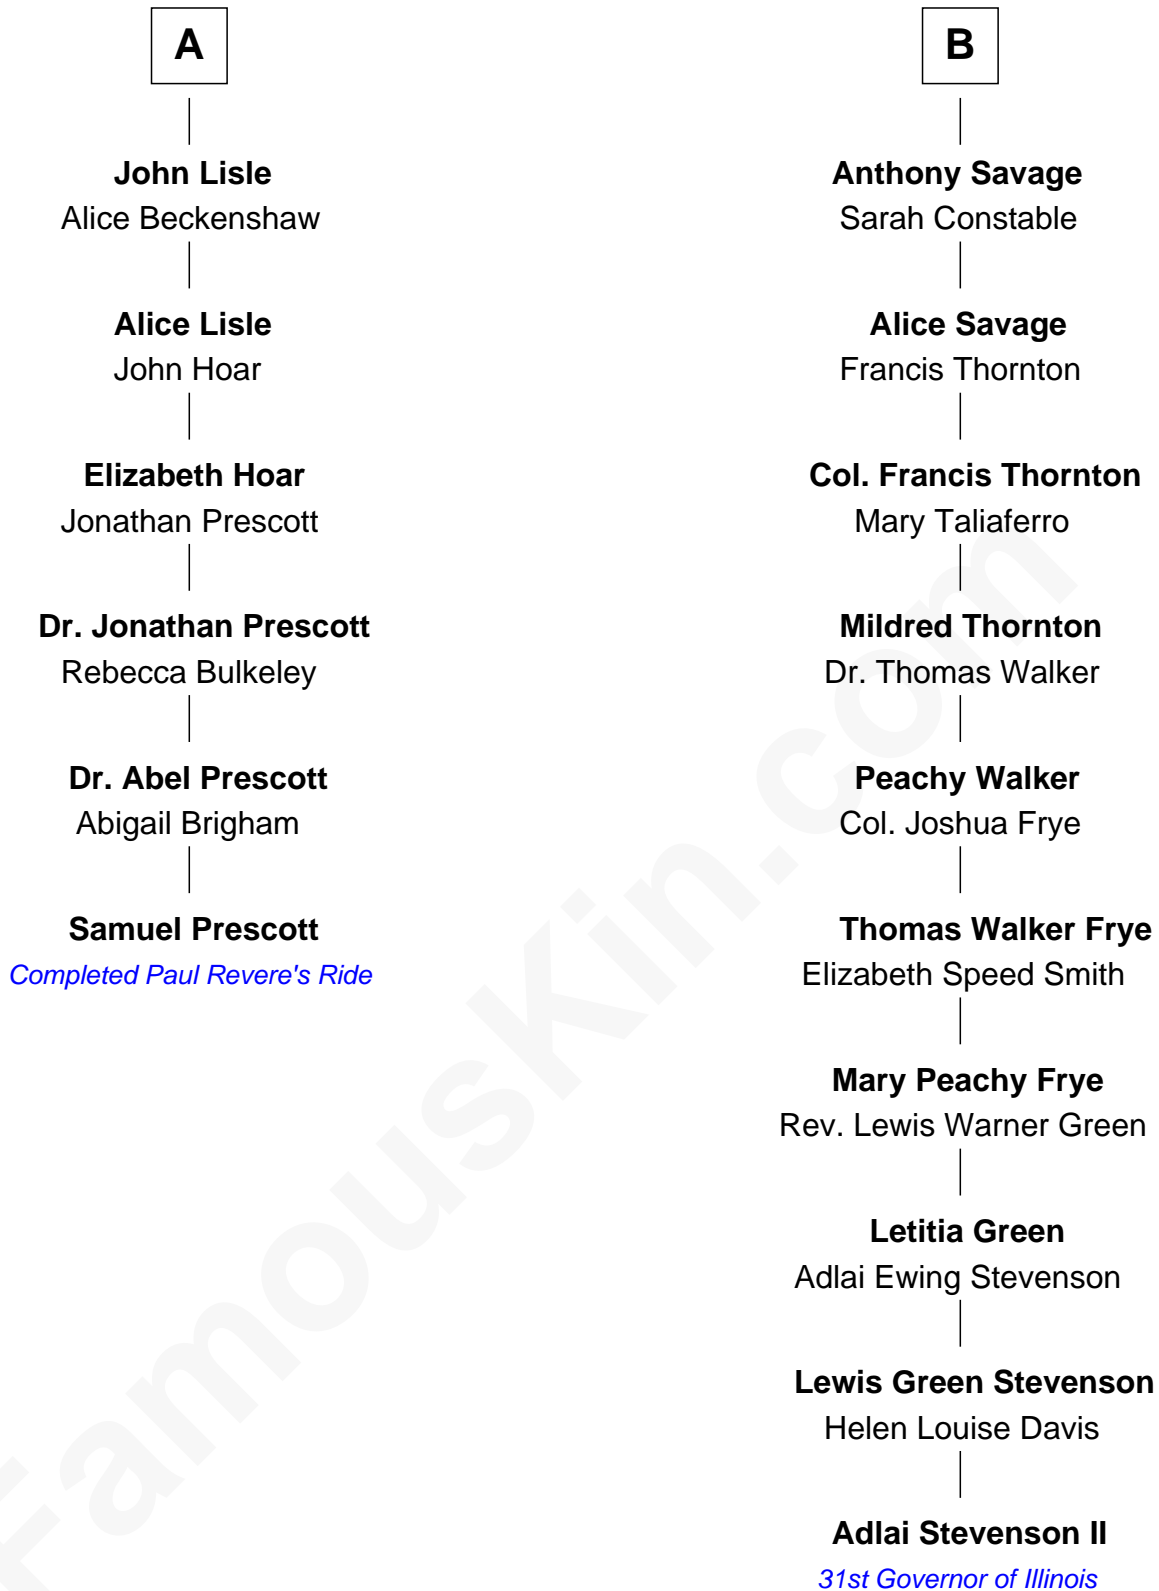 A
John Lisle
Alice Beckenshaw
Alice Lisle
John Hoar
Elizabeth Hoar
Jonathan Prescott
Dr. Jonathan Prescott
Rebecca Bulkeley
Dr. Abel Prescott
Abigail Brigham
Samuel Prescott
Completed Paul Revere's Ride
B
Anthony Savage
Sarah Constable
Alice Savage
Francis Thornton
Col. Francis Thornton
Mary Taliaferro
Mildred Thornton
Dr. Thomas Walker
Peachy Walker
Col. Joshua Frye
Thomas Walker Frye
Elizabeth Speed Smith
Mary Peachy Frye
Rev. Lewis Warner Green
Letitia Green
Adlai Ewing Stevenson
Lewis Green Stevenson
Helen Louise Davis
Adlai Stevenson II
31st Governor of Illinois
FamousKin.com